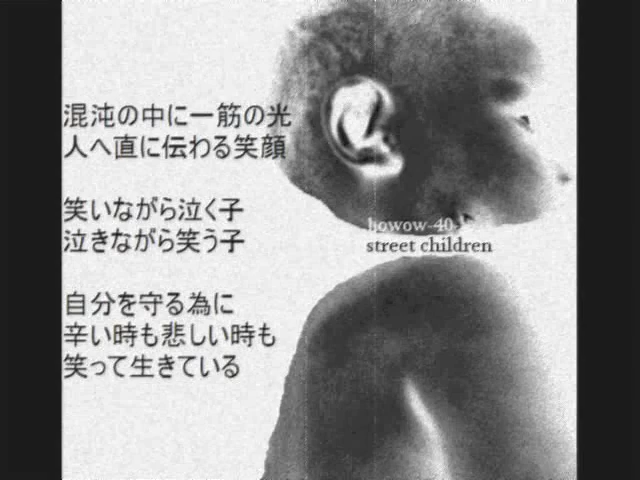 混沌の中に一筋の光
人へ直に伝わる笑顔
笑いながら泣く子
泣きながら笑う子
howow-40-
street children
自分を守る為に
辛い時も悲しい時も
笑って生きている